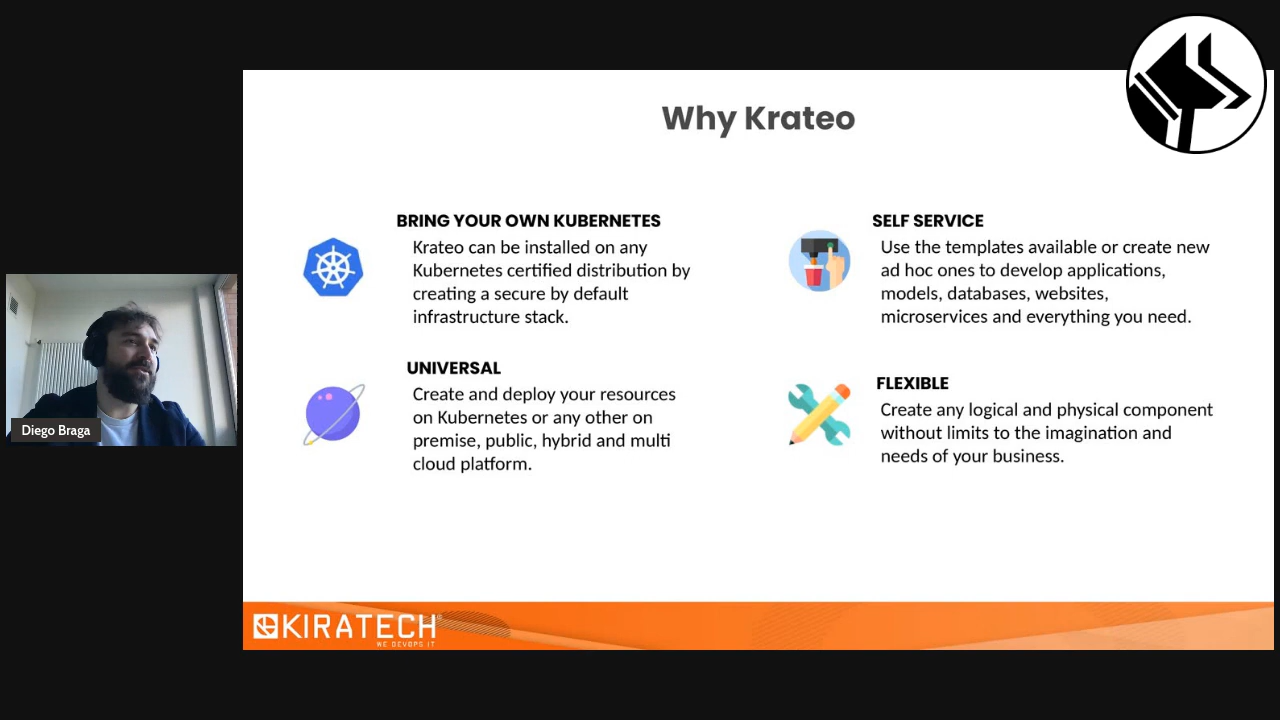 Why Krateo
BRING YOUR OWN KUBERNETES
Krateo can be installed on any
Kubernetes certified distribution by
creating a secure by default
infrastructure stack.
SELF SERVICE
Use the templates available or create new
ad hoc ones to develop applications,
models, databases, websites,
microservices and everything you need.
UNIVERSAL
Create and deploy your resources
on Kubernetes or any other on
premise, public, hybrid and multi
cloud platform.
FLEXIBLE
Create any logical and physical component
without limits to the imagination and
needs of your business.
Diego Braga
KIRATECH®
WE DEVOPS IT